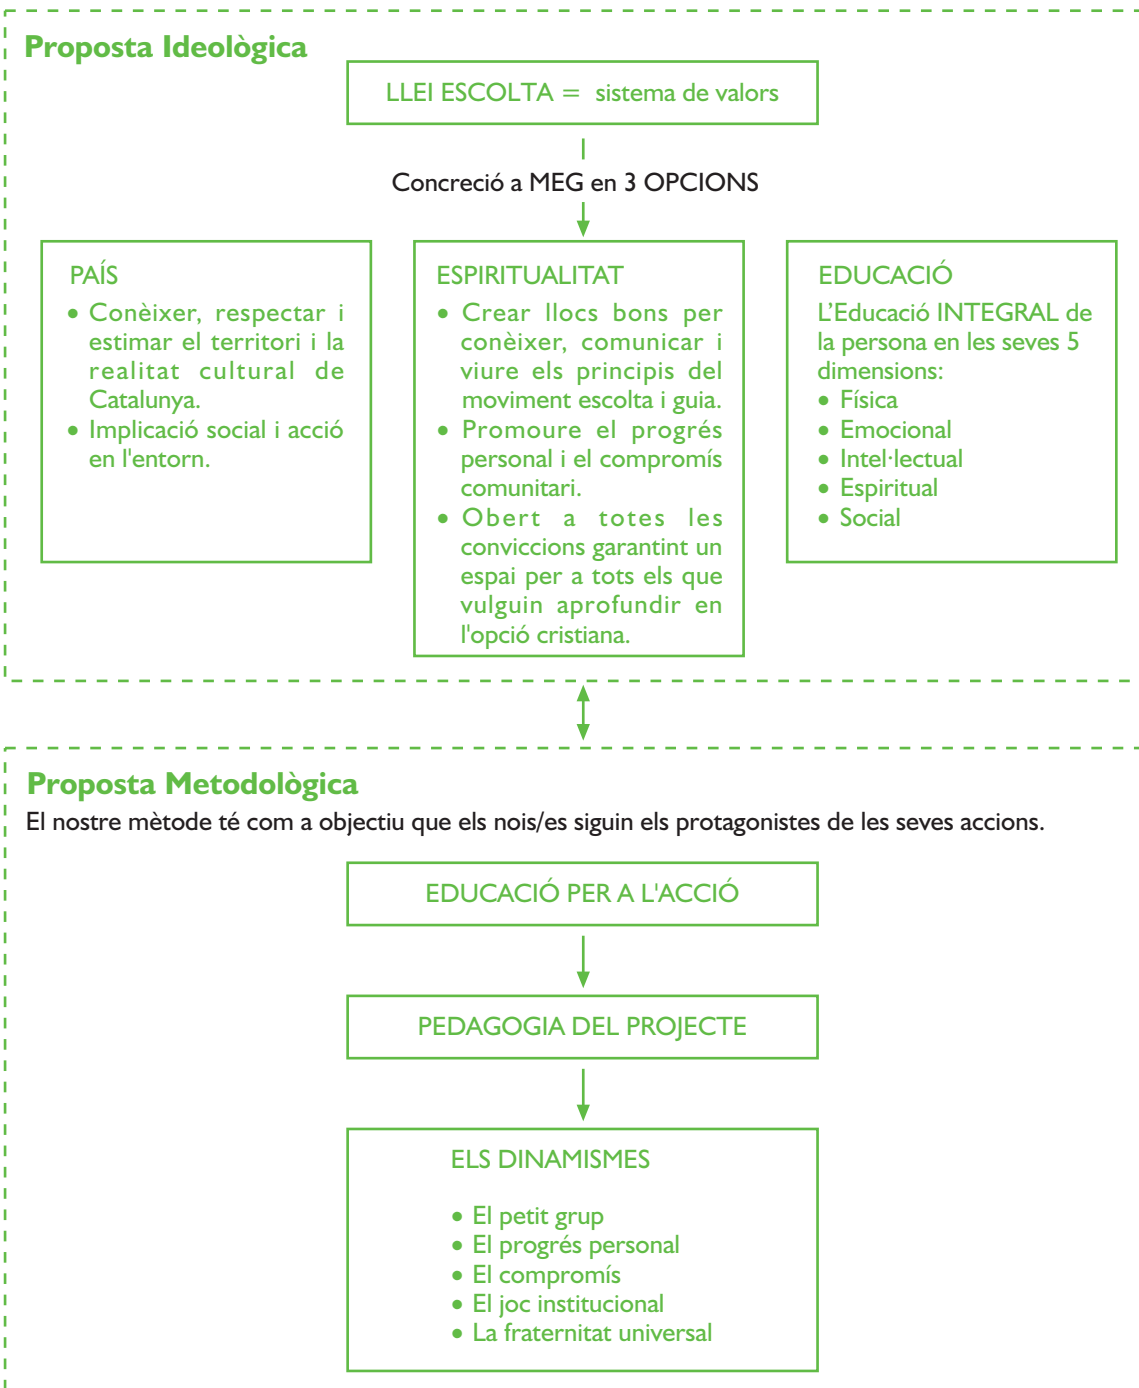 Proposta Ideològica
LLEI ESCOLTA = sistema de valors
Concreció a MEG en 3 OPCIONS
PAÍS
• Conèixer, respectar i
estimar el territori i la
realitat cultural de
Catalunya.
• Implicació social i acció
en l'entorn.
ESPIRITUALITAT
• Crear llocs bons per
conèixer, comunicar i
viure els principis del
moviment escolta i guia.
• Promoure el progrés
personal i el compromís
comunitari.
• Obert a totes les
conviccions garantint un
espai per a tots els que
vulguin aprofundir en
l'opció cristiana.
EDUCACIÓ
L'Educació INTEGRAL de
la persona en les seves 5
dimensions:
• Física
• Emocional
• Intel·lectual
• Espiritual
• Social
Proposta Metodològica
El nostre mètode té com a objectiu que els nois/es siguin els protagonistes de les seves accions.
EDUCACIÓ PER A L'ACCIÓ
PEDAGOGIA DEL PROJECTE
ELS DINAMISMES
• El petit grup
• El progrés personal
• El compromís
• El joc institucional
• La fraternitat universal